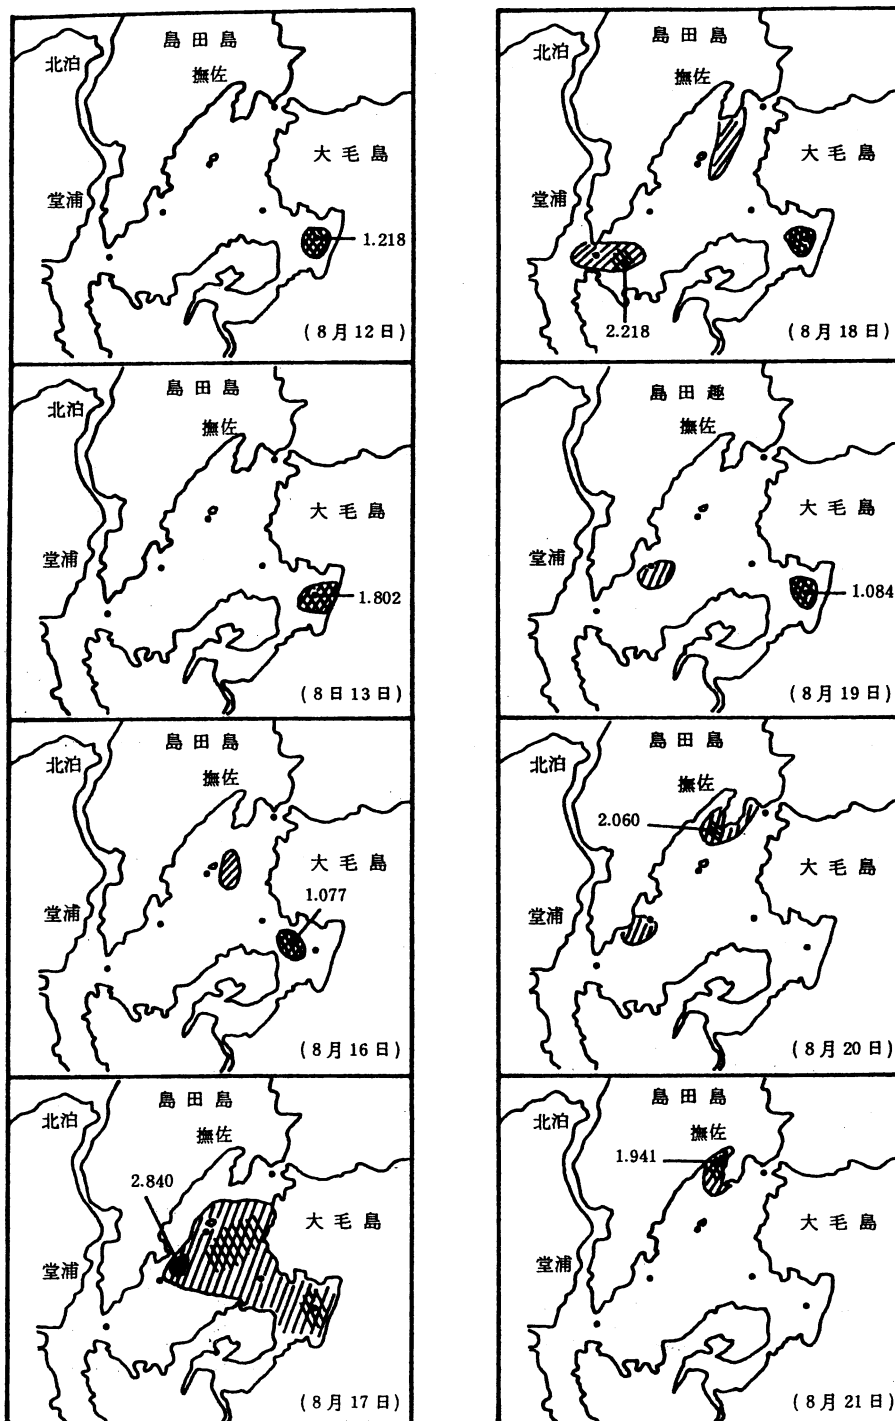 島田島
撫佐
北泊
大毛島
堂浦
1.218
(8月12日)
島田島
撫佐
北泊
大毛島
堂浦
1.802
(8日13日)
島田島
撫佐
北泊
大毛島
1.077
堂浦
(8月16日)
島田島
北泊
撫佐
2.840
大毛島
堂浦
(8月17日)
島田島
北泊
撫佐
大毛島
堂浦
2.218
(8月18日)
島田趣
北泊
撫佐
大毛島
堂浦
1.084
(8月19日)
島田島
北泊
撫佐
2.060
大毛島
堂浦
(8月20日)
島田島
北泊
撫佐
1.941
大毛島
堂浦
(8月21日)